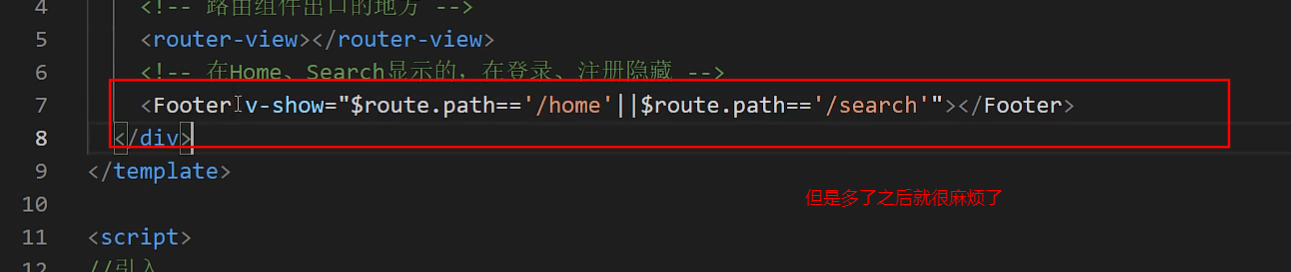 4 <!-- 路由组件出口的地方 -->
5 <router-view></router-view>
6 <!-- 在Home、Search显示的，在登录、注册隐藏 -->
7 <Footer v-show="$route.path=='/home'||$route.path=='/search'"></Footer>
8 </div>
9 </template>
10
但是多了之后就很麻烦了
11 <script>
12 //引入